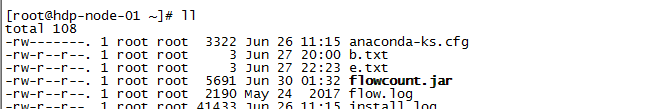 [root@hdp-node-01 ~]# ll
total 108
-rw-------. 1 root root  3322 Jun 26 11:15 anaconda-ks.cfg
-rw-r--r--. 1 root root     3 Jun 27 20:00 b.txt
-rw-r--r--. 1 root root     3 Jun 27 22:23 e.txt
-rw-r--r--. 1 root root  5691 Jun 30 01:32 flowcount.jar
-rw-r--r--. 1 root root  2190 May 24  2017 flow.log
-rw-r--r--. 1 root root 41433 Jun 26 11:15 install.log